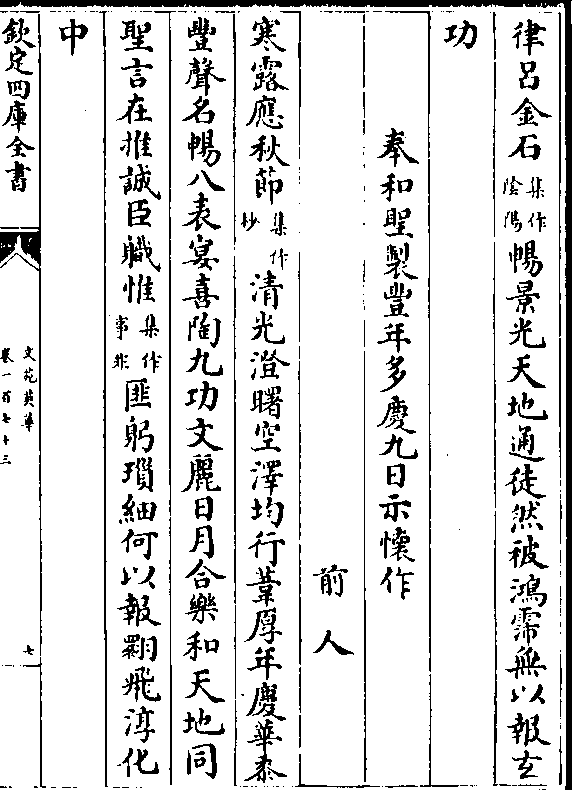 律呂金石集作陰陽暢景光天地通徒然被鴻霈無以報玄
功
奉和聖製豐年多慶九日示懷作
前人
寒露應秋節集作杪清光澄曙空澤均行葦厚年慶華黍
豐聲名暢八表宴喜陶九功文麗日月合樂和天地同
聖言在推誠臣職惟集作事非匪躬瑣細何以報翾飛淳化
中
欽定四庫全書
文苑英華
卷一百七十三
七